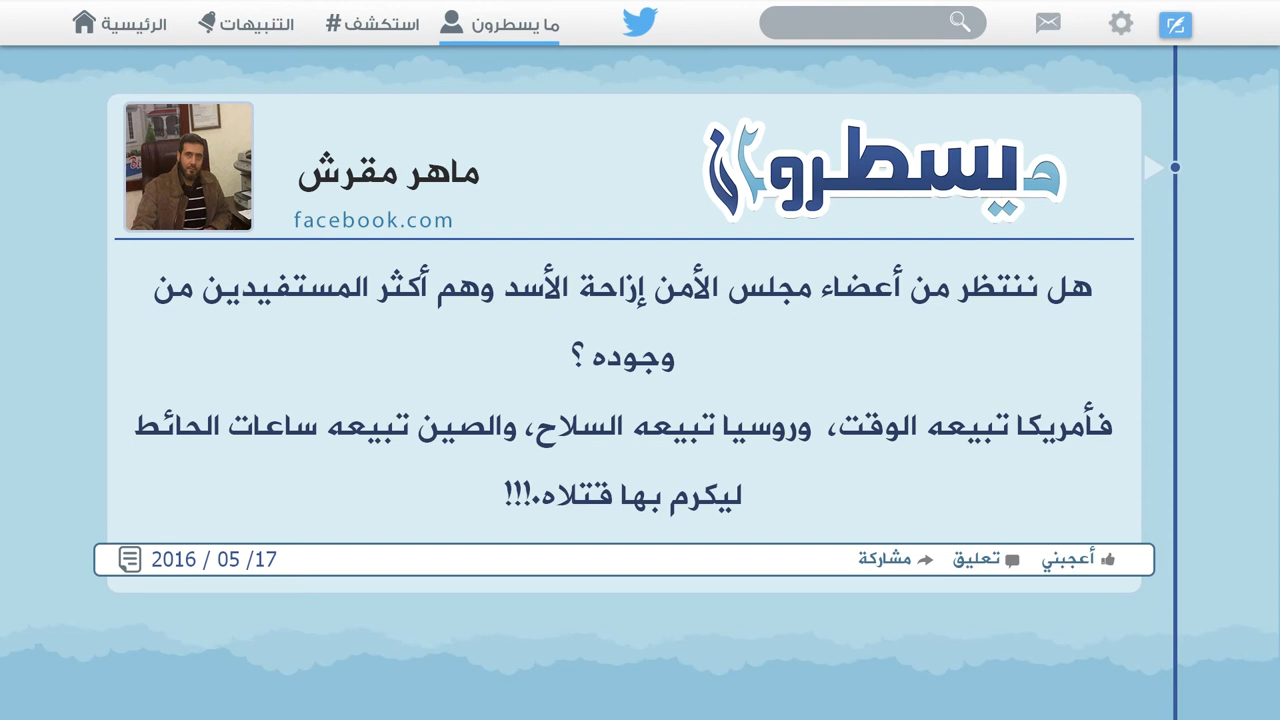 الرئيسية التنبيهات استكشف# ما يسطرون
ما يسطرون ٢
ماهر مقرش
facebook.com
هل ننتظر من أعضاء مجلس الأمن إزاحة الأسد وهم أكثر المستفيدين من
وجوده ؟
فأمريكا تبيعه الوقت، وروسيا تبيعه السلاح، والصين تبيعه ساعات الحائط
ليكرم بها قتلاه.!!!
أعجبني تعليق مشاركة
2016 / 05 /17